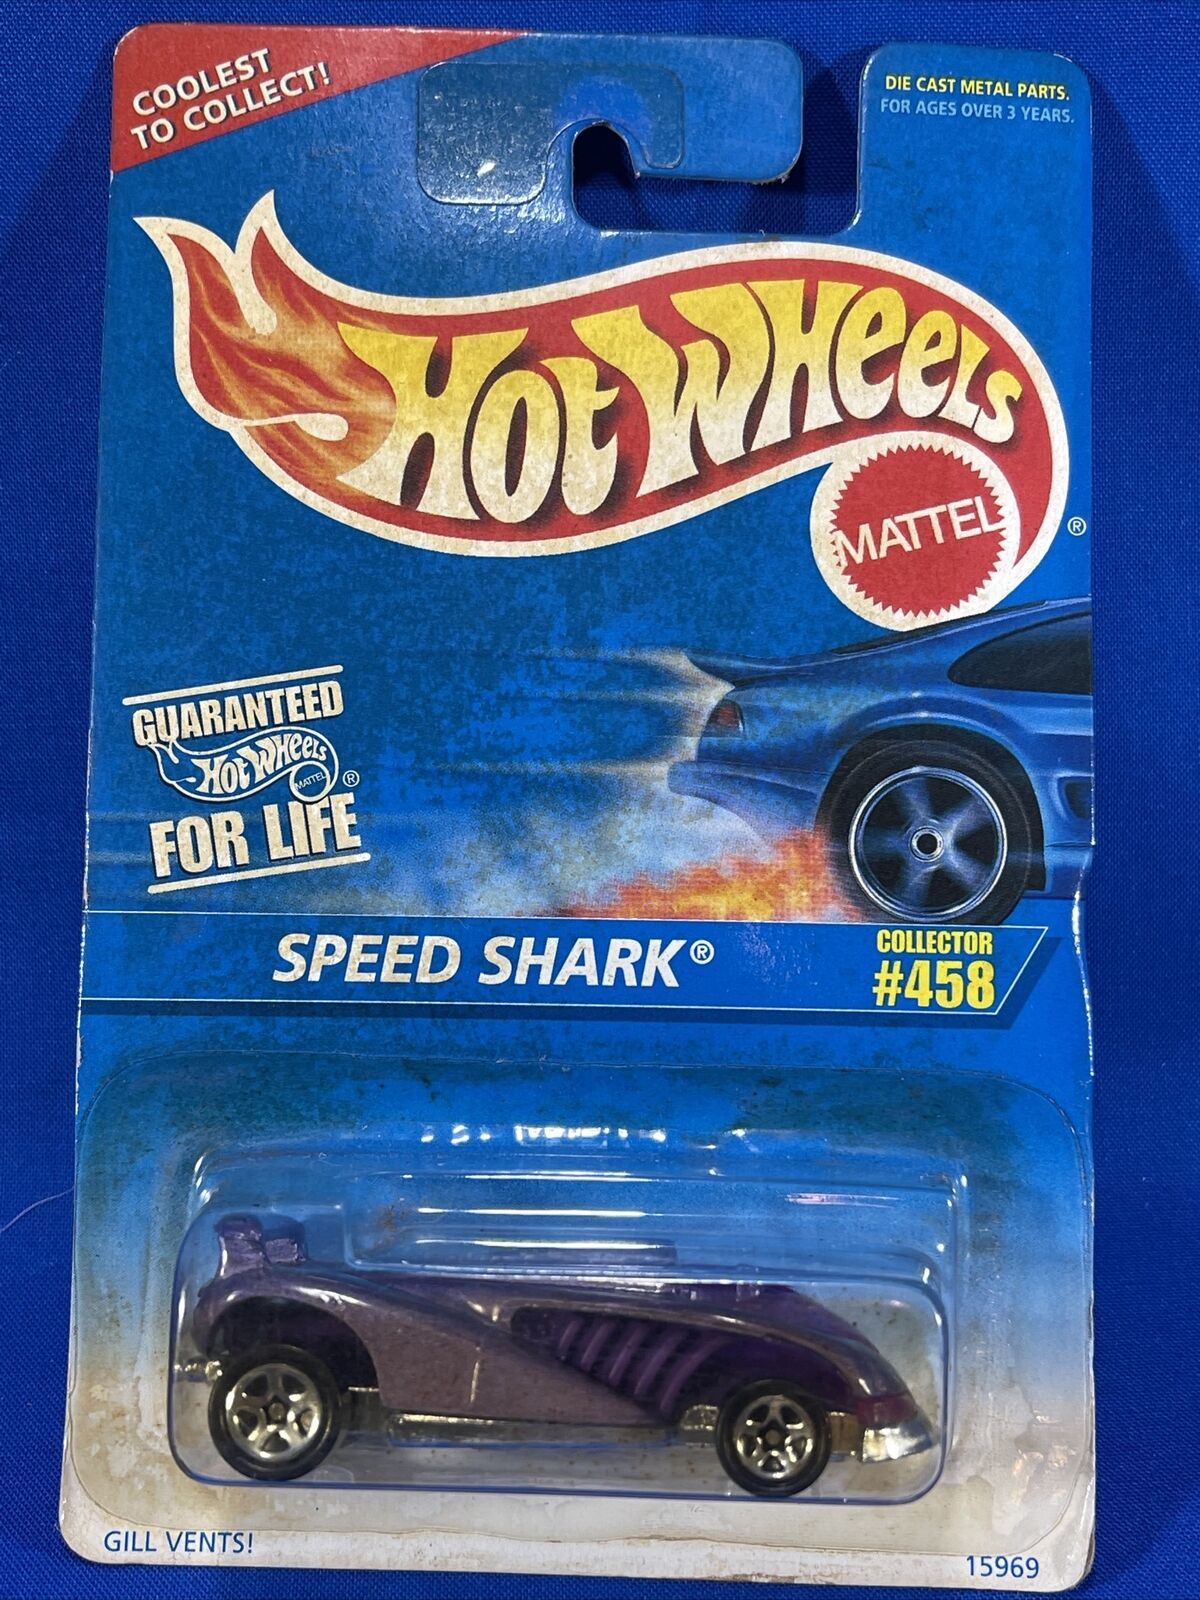 COOLEST
TO COLLECT!
DIE CAST METAL PARTS.
FOR AGES OVER 3 YEARS.
HOT WHEELS
MATTEL ®
GUARANTEED
HOT WHEELS
MATTEL ®
FOR LIFE
SPEED SHARK®
COLLECTOR
#458
GILL VENTS!
15969